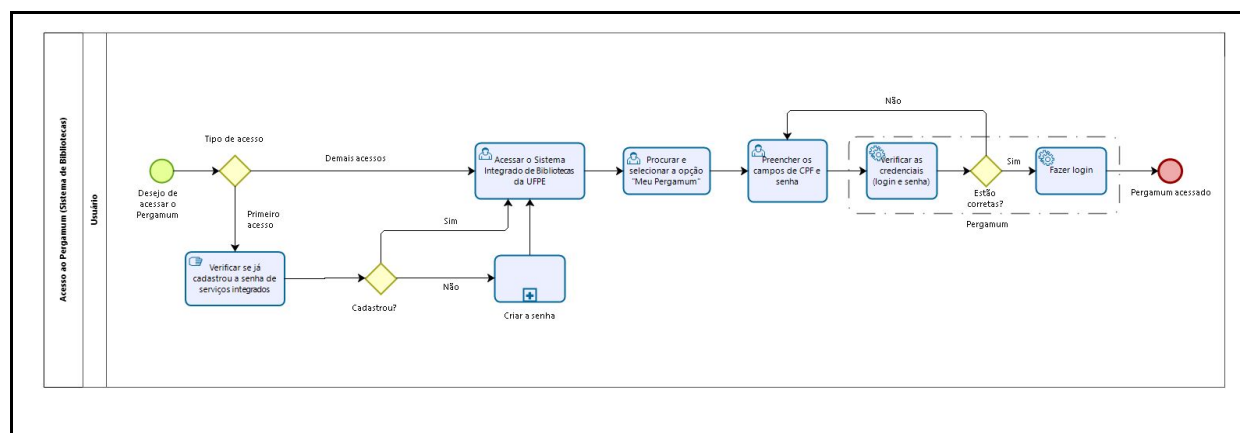 Acesso ao Pergamum (Sistema de Bibliotecas)
Usuário
Desejo de
acessar o
Pergamum
Tipo de acesso
Demais acessos
Primeiro
acesso
Verificar se já
cadastrou a senha de
serviços integrados
Cadastrou?
Sim
Não
Criar a senha
Acessar o Sistema
Integrado de Bibliotecas
da UFPE
Procurar e
selecionar a opção
"Meu Pergamum"
Preencher os
campos de CPF e
senha
Não
Verificar as
credenciais
(login e senha)
Estão
corretas?
Sim
Fazer login
Pergamum
Pergamum acessado